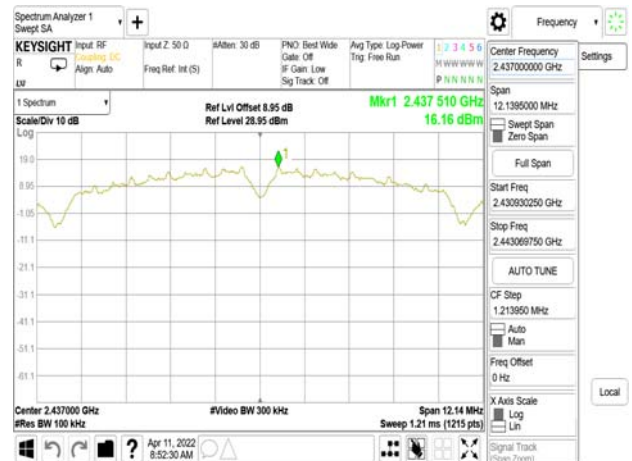 Spectrum Analyzer 1
Swept SA
Frequency
KEYSIGHT Input: RF Input Z: 50 Ω #Atten: 30 dB PNO: Best Wide Avg Type: Log-Power 1 2 3 4 5 6
R Coupling: DC Gate: Off Trig: Free Run M W W W W W
Align: Auto Freq Ref: Int (S) IF Gain: Low P N N N N N
Sig Track: Off
1 Spectrum Ref Lvl Offset 8.95 dB Mkr1 2.437 510 GHz
Scale/Div 10 dB Ref Level 28.95 dBm 16.16 dBm
Log
1
19.0
8.95
-1.05
-11.1
-21.1
-31.1
-41.1
-51.1
-61.1
Center 2.437000 GHz #Video BW 300 kHz Span 12.14 MHz
#Res BW 100 kHz Sweep 1.21 ms (1215 pts)
Apr 11, 2022
8:52:30 AM
Center Frequency
2.437000000 GHz
Settings
Span
12.1395000 MHz
Swept Span
Zero Span
Full Span
Start Freq
2.430930250 GHz
Stop Freq
2.443069750 GHz
AUTO TUNE
CF Step
1.213950 MHz
Auto
Man
Freq Offset
0 Hz
X Axis Scale
Log
Lin
Local
Signal Track
(Span Zoom)